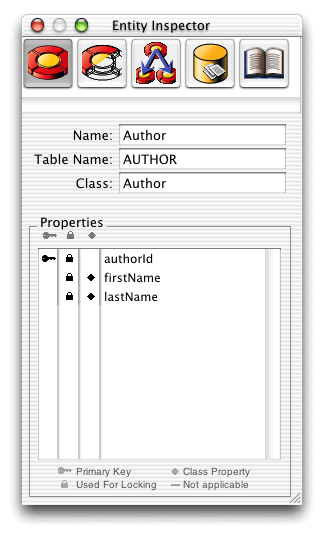 Entity Inspector
Name: Author
Table Name: AUTHOR
Class: Author
Properties
authorId
firstName
lastName
Primary Key Class Property
Used For Locking Not applicable